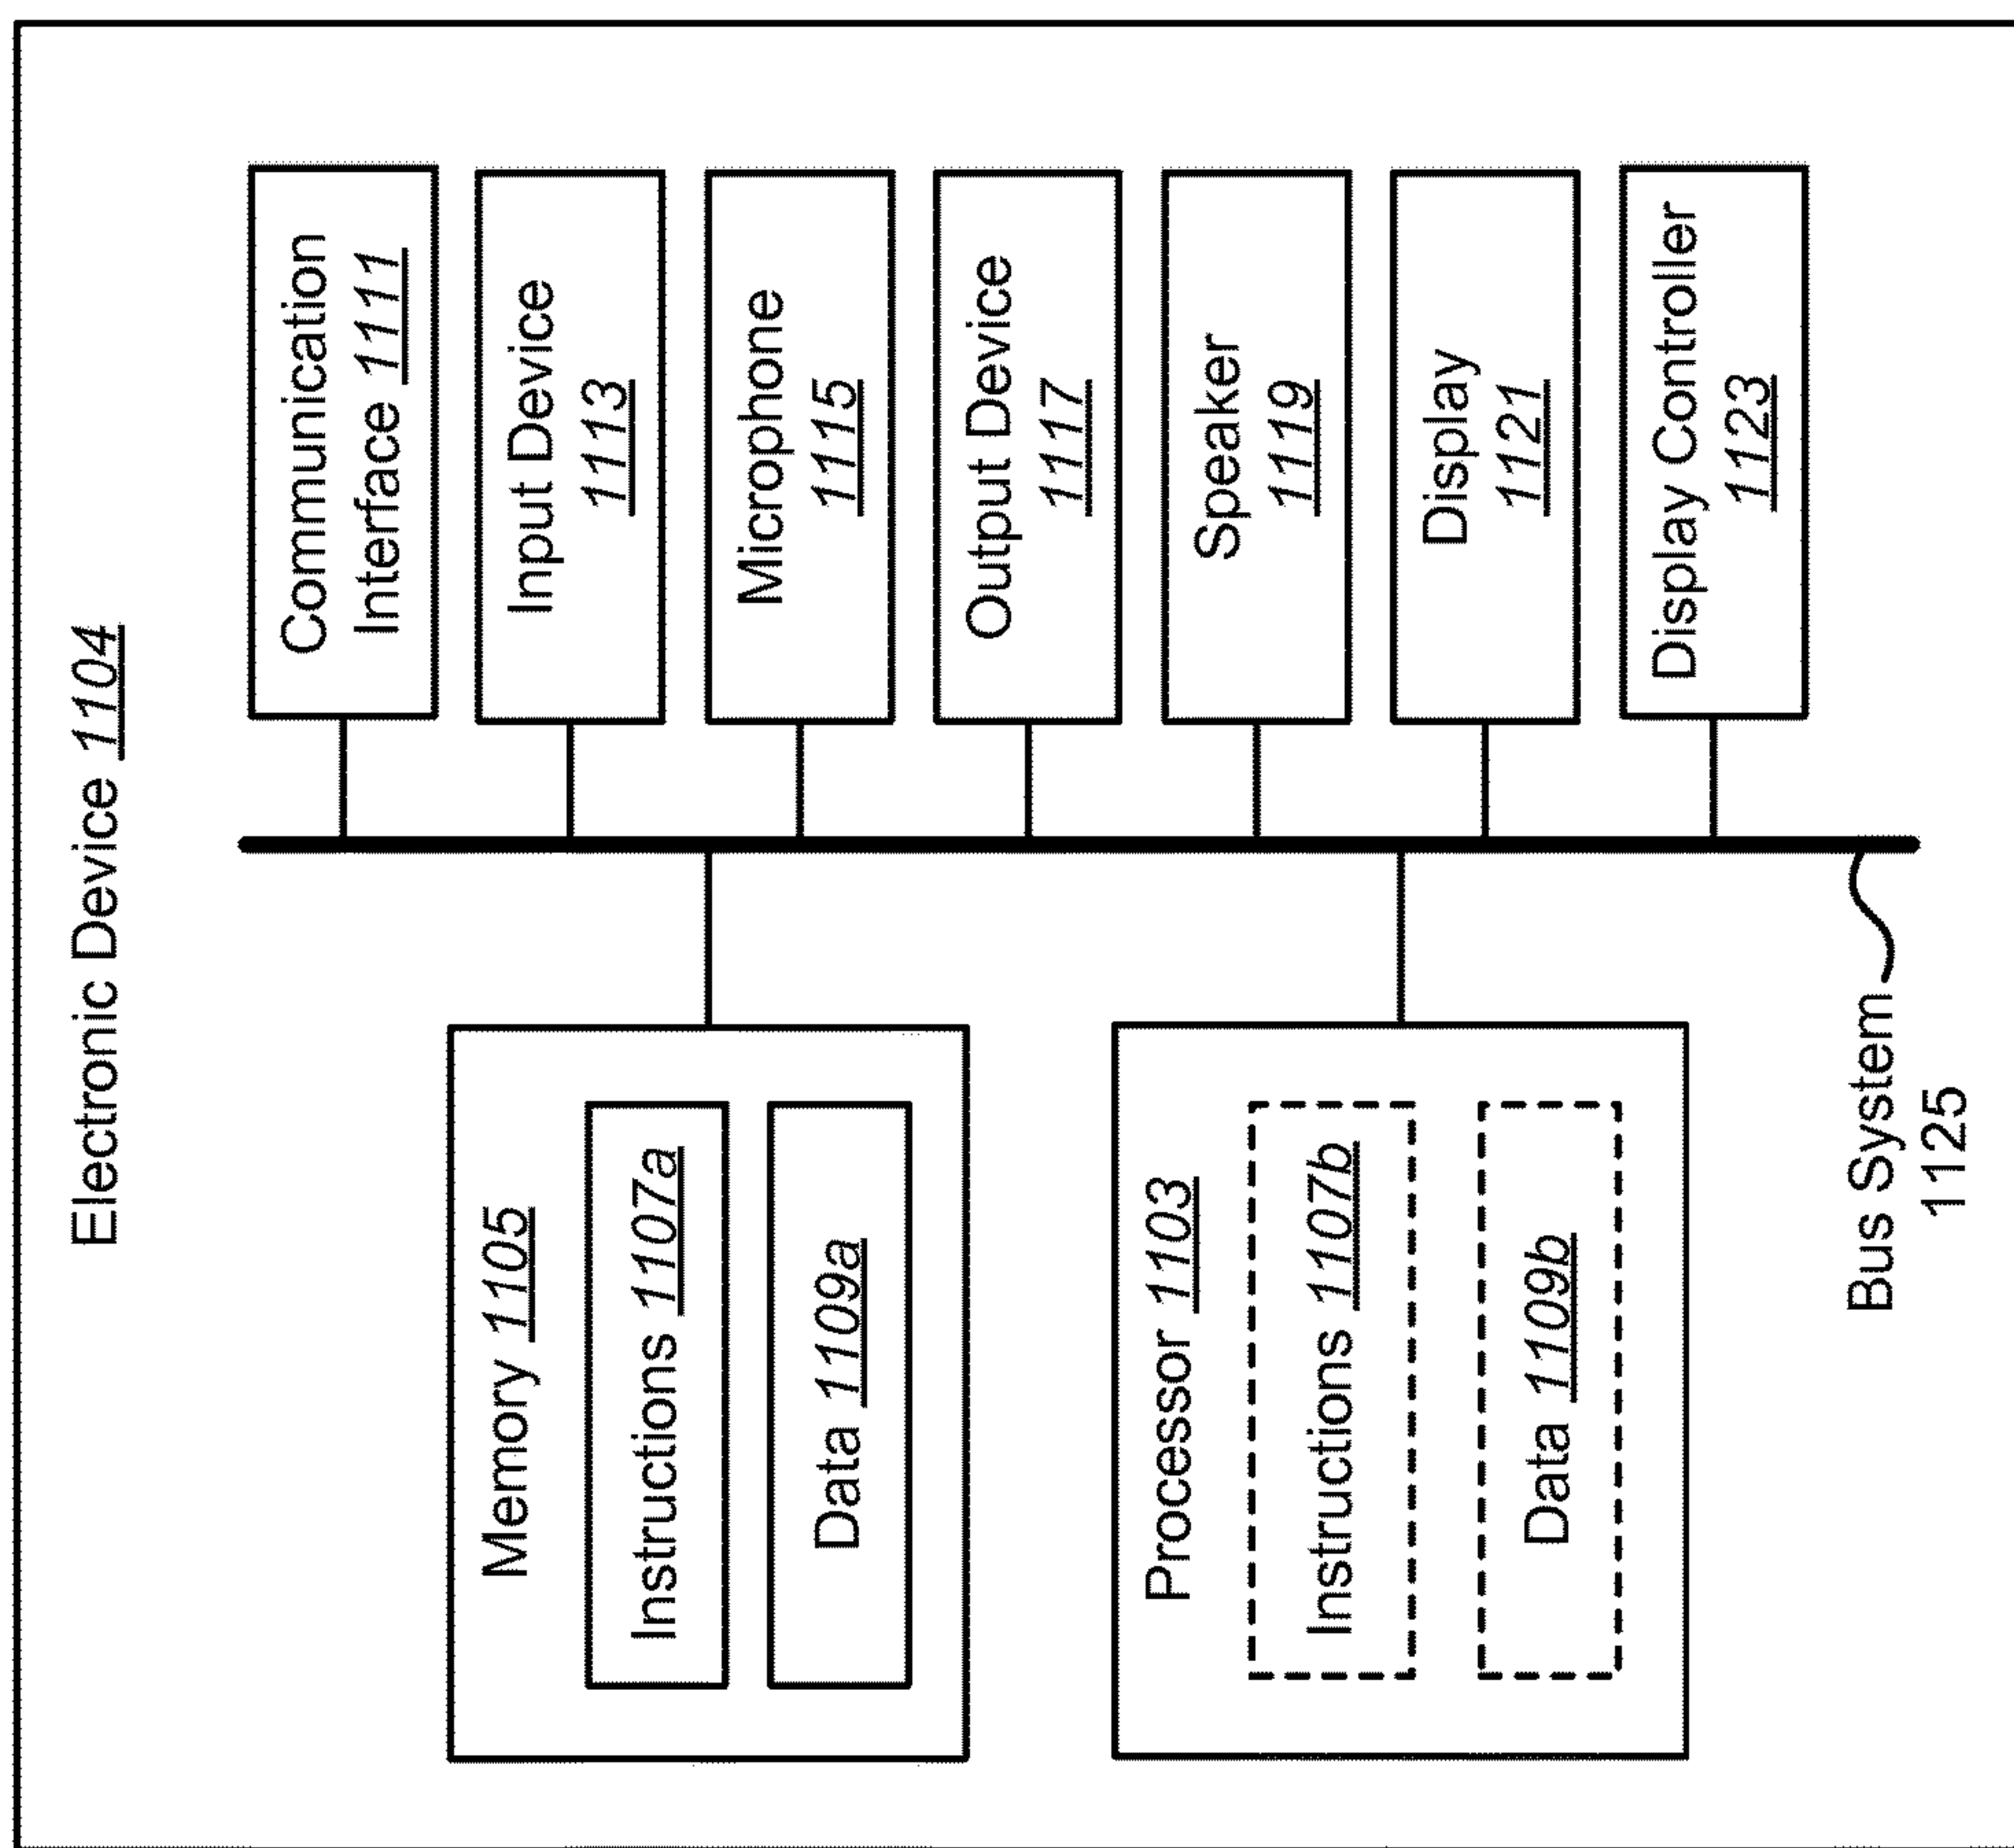 Electronic Device 1104
Memory 1105
Instructions 1107a
Data 1109a
Processor 1103
Instructions 1107b
Data 1109b
Bus System
1125
Communication
Interface 1111
Input Device
1113
Microphone
1115
Output Device
1117
Speaker
1119
Display
1121
Display Controller
1123